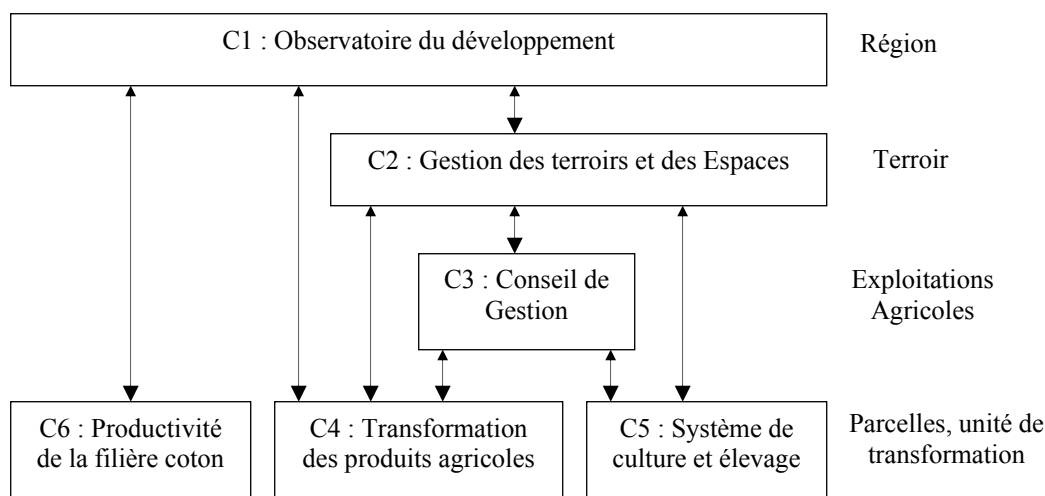 C1 : Observatoire du développement
Région
C2 : Gestion des terroirs et des Espaces
Terroir
C3 : Conseil de
Gestion
Exploitations
Agricoles
C6 : Productivité
de la filière coton
C4 : Transformation
des produits agricoles
C5 : Système de
culture et élevage
Parcelles, unité de
transformation